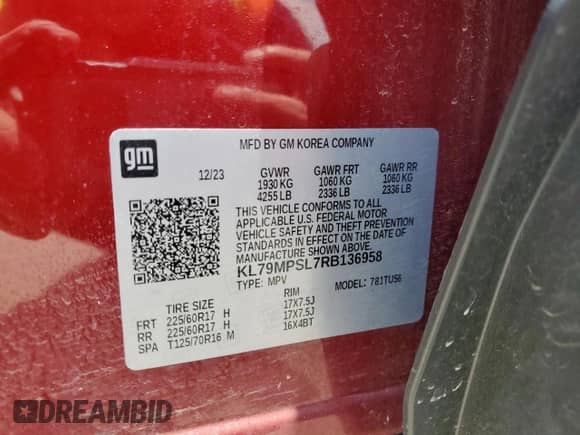 gm
MFD BY GM KOREA COMPANY
12/23 GVWR GAWR FRT GAWR RR
1930 KG 1060 KG 1060 KG
4255 LB 2336 LB 2336 LB
THIS VEHICLE CONFORMS TO ALL
APPLICABLE U.S. FEDERAL MOTOR
VEHICLE SAFETY AND THEFT PREVENTION
STANDARDS IN EFFECT ON THE DATE OF
MANUFACTURE SHOWN ABOVE.
KL79MPSL7RB136958
TYPE: MPV MODEL: 781TU56
TIRE SIZE RIM
FRT 225/60R17 H 17X7.5J
RR 225/60R17 H 17X7.5J
SPA T125/70R16 M 16X4BT
DREAMBID